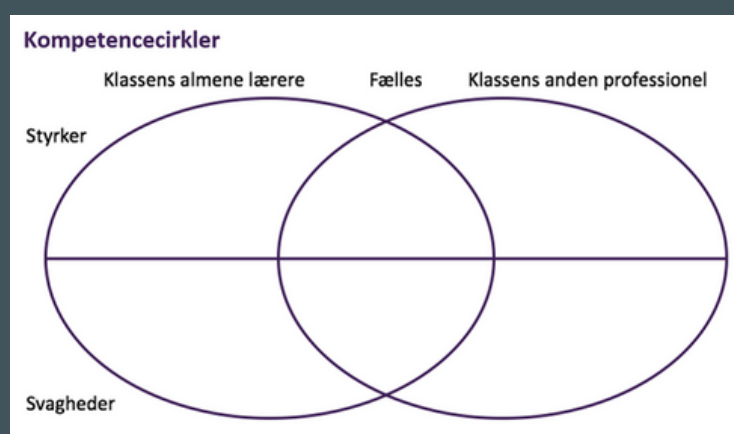 Kompetencecirkler
Klassens almene lærere Fælles Klassens anden professionel
Styrker
Svagheder